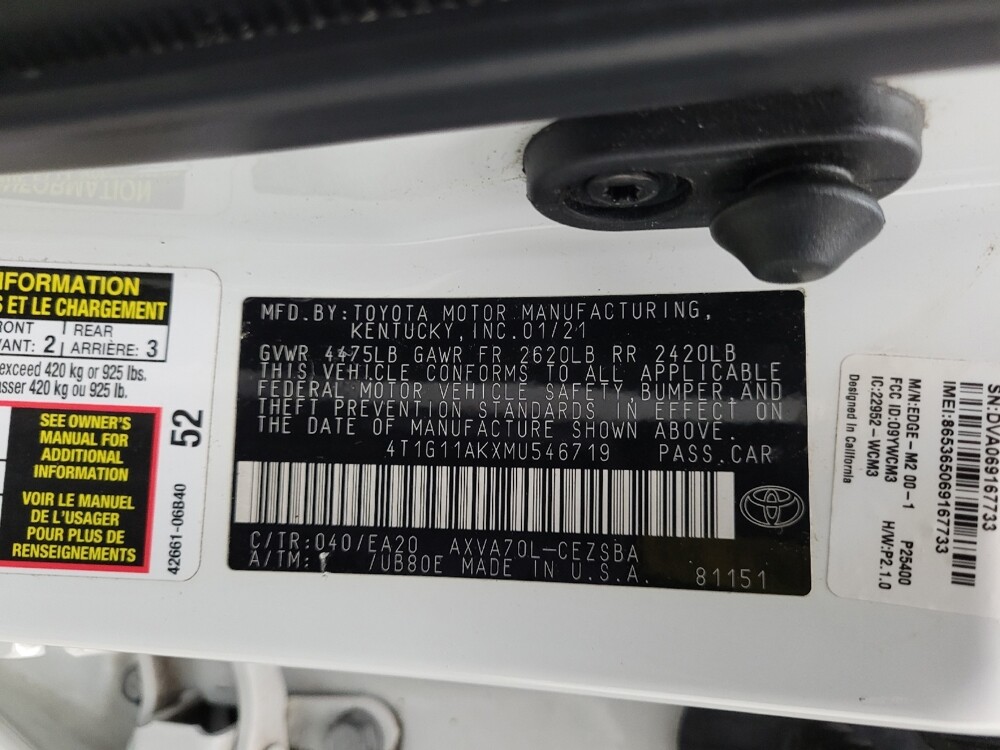 NFORMATION
S ET LE CHARGEMENT
RONT | REAR
VANT: 2 | ARRIÈRE: 3
exceed 420 kg or 925 lbs.
asser 420 kg ou 925 lb.
SEE OWNER'S
MANUAL FOR
ADDITIONAL
INFORMATION
VOIR LE MANUEL
DE L'USAGER
POUR PLUS DE
RENSEIGNEMENTS
52
42661-06B40
MFD.BY:TOYOTA MOTOR MANUFACTURING,
KENTUCKY, INC.01/21
GVWR 4475LB GAWR FR 2620LB RR 2420LB
THIS VEHICLE CONFORMS TO ALL APPLICABLE
FEDERAL MOTOR VEHICLE SAFETY,BUMPER,AND
THEFT PREVENTION STANDARDS IN EFFECT ON
THE DATE OF MANUFACTURE SHOWN ABOVE.
4T1G11AKXMU546719 PASS.CAR
C/TR:040/EA20 AXVA70L-CEZSBA
A/TM: /UB80E MADE IN U.S.A. 81151
SN:DVA069167733
IMEI:865365069167733
M/N:EDGE-M2 00-1 P25400
FCC ID:O9YWCM3 H/W:P2.1.0
IC:22952-WCM3
Designed in California